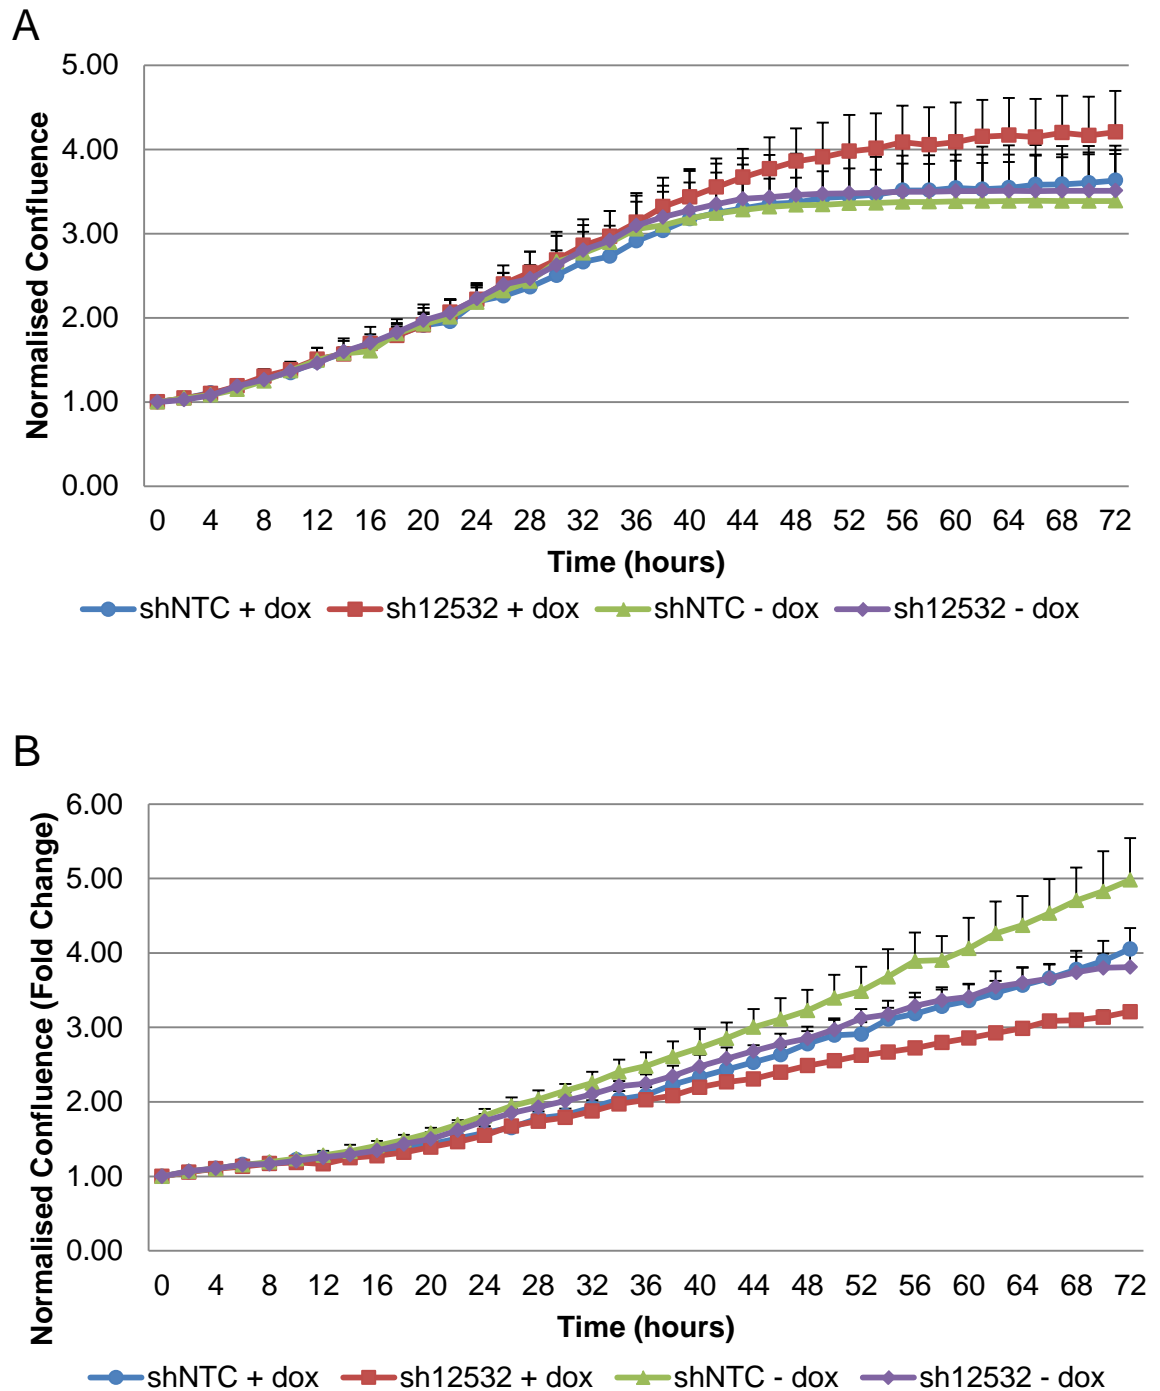 A
5.00
4.00
3.00
2.00
1.00
0.00
Normalised Confluence
0 4 8 12 16 20 24 28 32 36 40 44 48 52 56 60 64 68 72
Time (hours)
shNTC + dox sh12532 + dox shNTC - dox sh12532 - dox
B
6.00
5.00
4.00
3.00
2.00
1.00
0.00
Normalised Confluence (Fold Change)
0 4 8 12 16 20 24 28 32 36 40 44 48 52 56 60 64 68 72
Time (hours)
shNTC + dox sh12532 + dox shNTC - dox sh12532 - dox